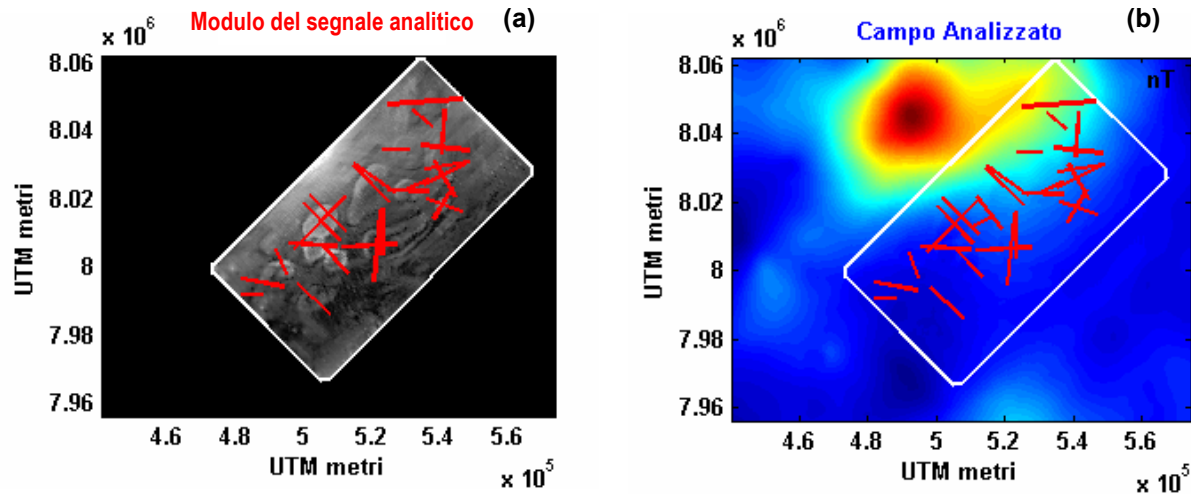 Modulo del segnale analitico
(a)
x 10^6
8.06
8.04
8.02
8
7.98
7.96
UTM metri
4.6 4.8 5 5.2 5.4 5.6
UTM metri
x 10^5
Campo Analizzato
(b)
x 10^6
nT
8.06
8.04
8.02
8
7.98
7.96
UTM metri
4.6 4.8 5 5.2 5.4 5.6
UTM metri
x 10^5